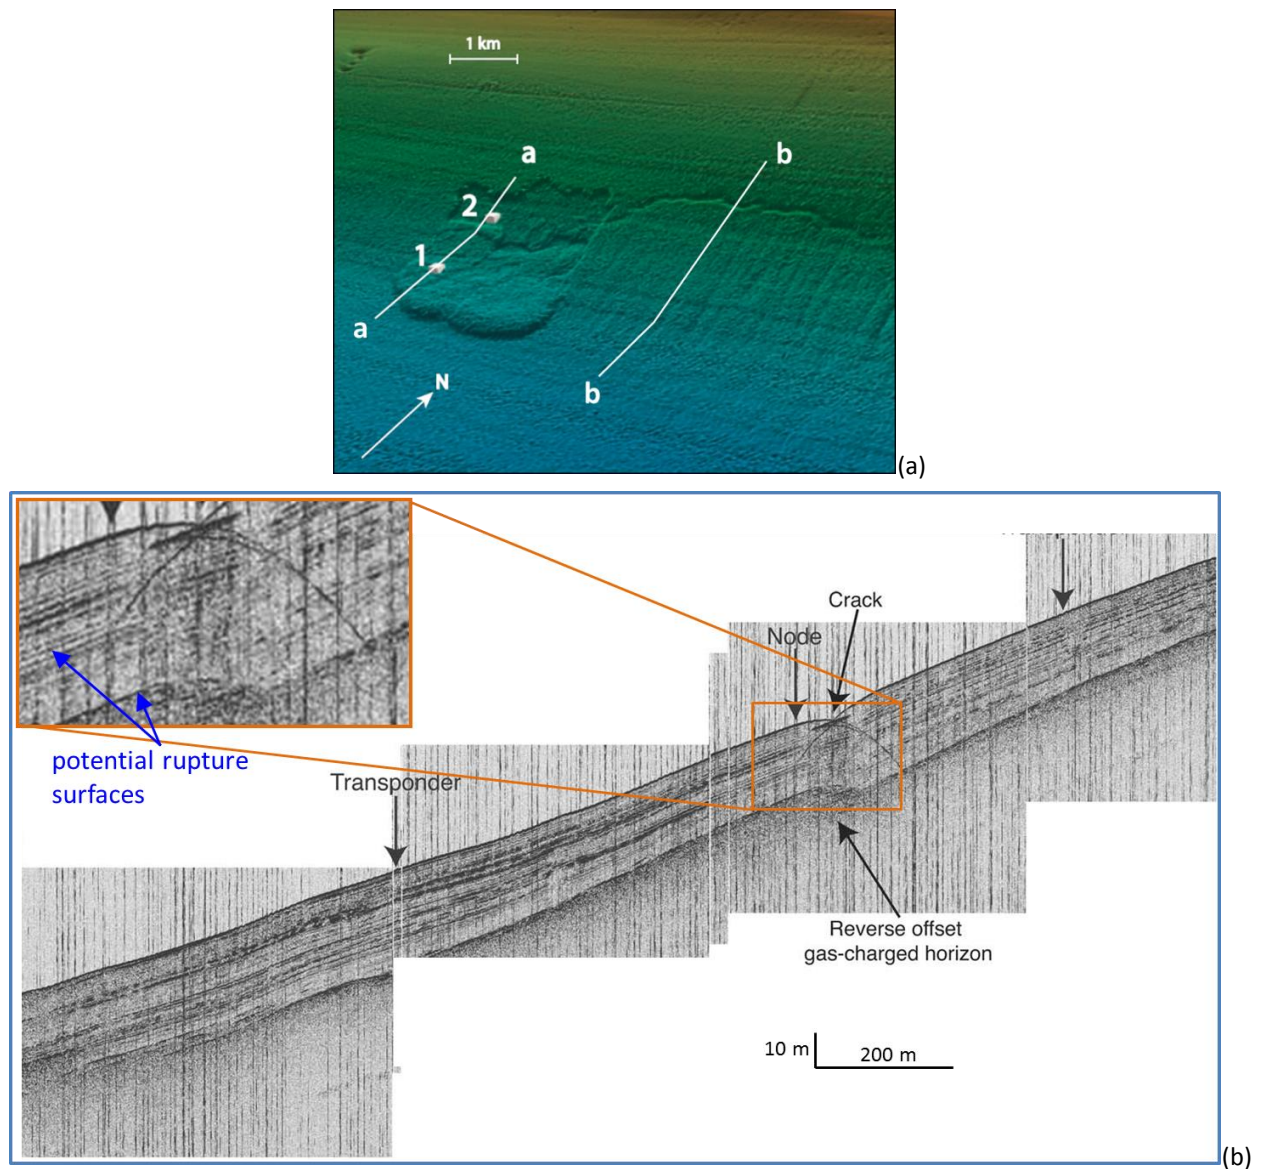 1 km
a
b
2
1
a
b
N
(a)
Crack
Node
potential rupture
surfaces
Transponder
Reverse offset
gas-charged horizon
10 m
200 m
(b)